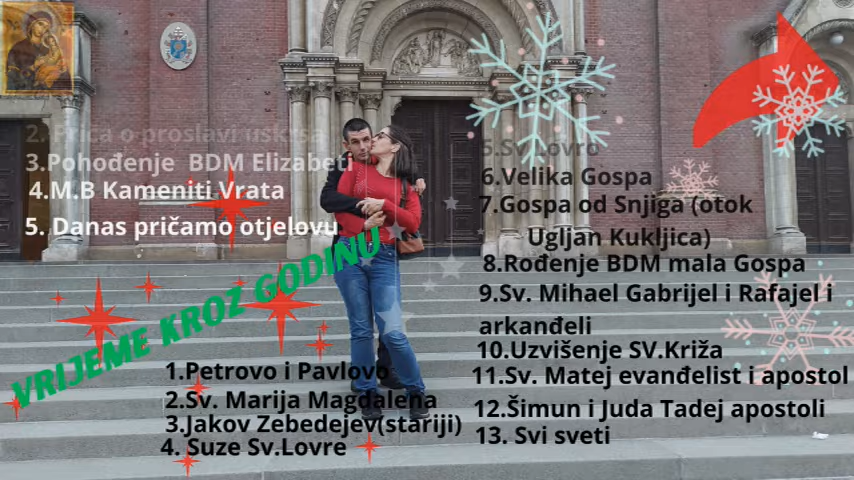 2. Priča o proslavi uskrsa
3.Pohođenje BDM Elizabeti
4.M.B Kameniti Vrata
5. Danas pričamo otjelovu
VRIJEME KROZ GODINU
1.Petrovo i Pavlovo
2.Sv. Marija Magdalena
3.Jakov Zebedejev(stariji)
4. Suze Sv.Lovre
5.Sv.Lovro
6.Velika Gospa
7.Gospa od Snjiga (otok
Ugljan Kukljica)
8.Rođenje BDM mala Gospa
9.Sv. Mihael Gabrijel i Rafajel i
arkanđeli
10.Uzvišenje SV.Križa
11.Sv. Matej evanđelist i apostol
12.Šimun i Juda Tadej apostoli
13. Svi sveti